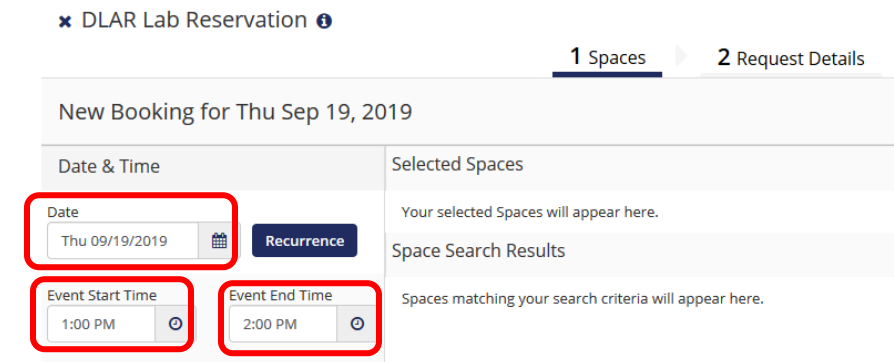 DLAR Lab Reservation
1 Spaces
2 Request Details
New Booking for Thu Sep 19, 2019
Date & Time
Selected Spaces
Date
Thu 09/19/2019
Recurrence
Your selected Spaces will appear here.
Space Search Results
Event Start Time
Event End Time
1:00 PM
2:00 PM
Spaces matching your search criteria will appear here.